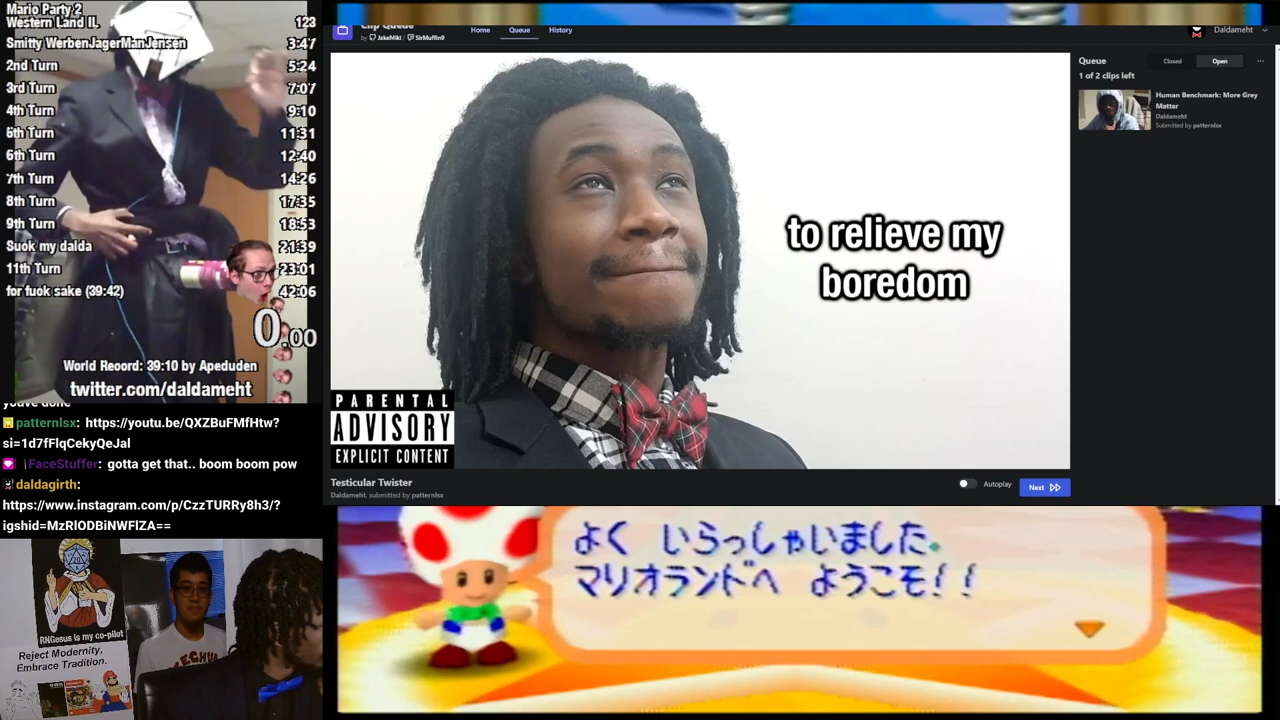 Mario Party 2
Western Land II.
123
Smitty WerbenJagerManJensen
3:47
2nd Turn
5:24
3rd Turn
7:07
4th Turn
9:10
5th Turn
11:31
6th Turn
12:40
7th Turn
14:26
8th Turn
17:35
9th Turn
18:53
Suok my dalda
21:39
11th Turn
23:01
for fuok sake (39:42)
42:06
0.00
World Reoord: 39:10 by Apeduden
twitter.com/daldameht
patternlsx: https://youtu.be/QXZBuFMfHtw?
si=1d7fFlqCekyQeJal
FaceStuffer: gotta get that.. boom boom pow
daldagirth:
https://www.instagram.com/p/CzzTURRy8h3/?
igshid=MzRlODBiNWFlZA==
RNGesus is my co-pilot
Reject Modernity,
Embrace Tradition.
Clip Queue
by JakeMiki / SirMuffin9
Home
Queue
History
Daldameht
to relieve my
boredom
PARENTAL
ADVISORY
EXPLICIT CONTENT
Testicular Twister
Daldameht, submitted by patternlsx
Autoplay
Next
Queue
Closed
Open
1 of 2 clips left
Human Benchmark: More Grey
Matter
Daldameht
Submitted by patternlsx
よく いらっしゃいました。
マリオランドへ ようこそ!!